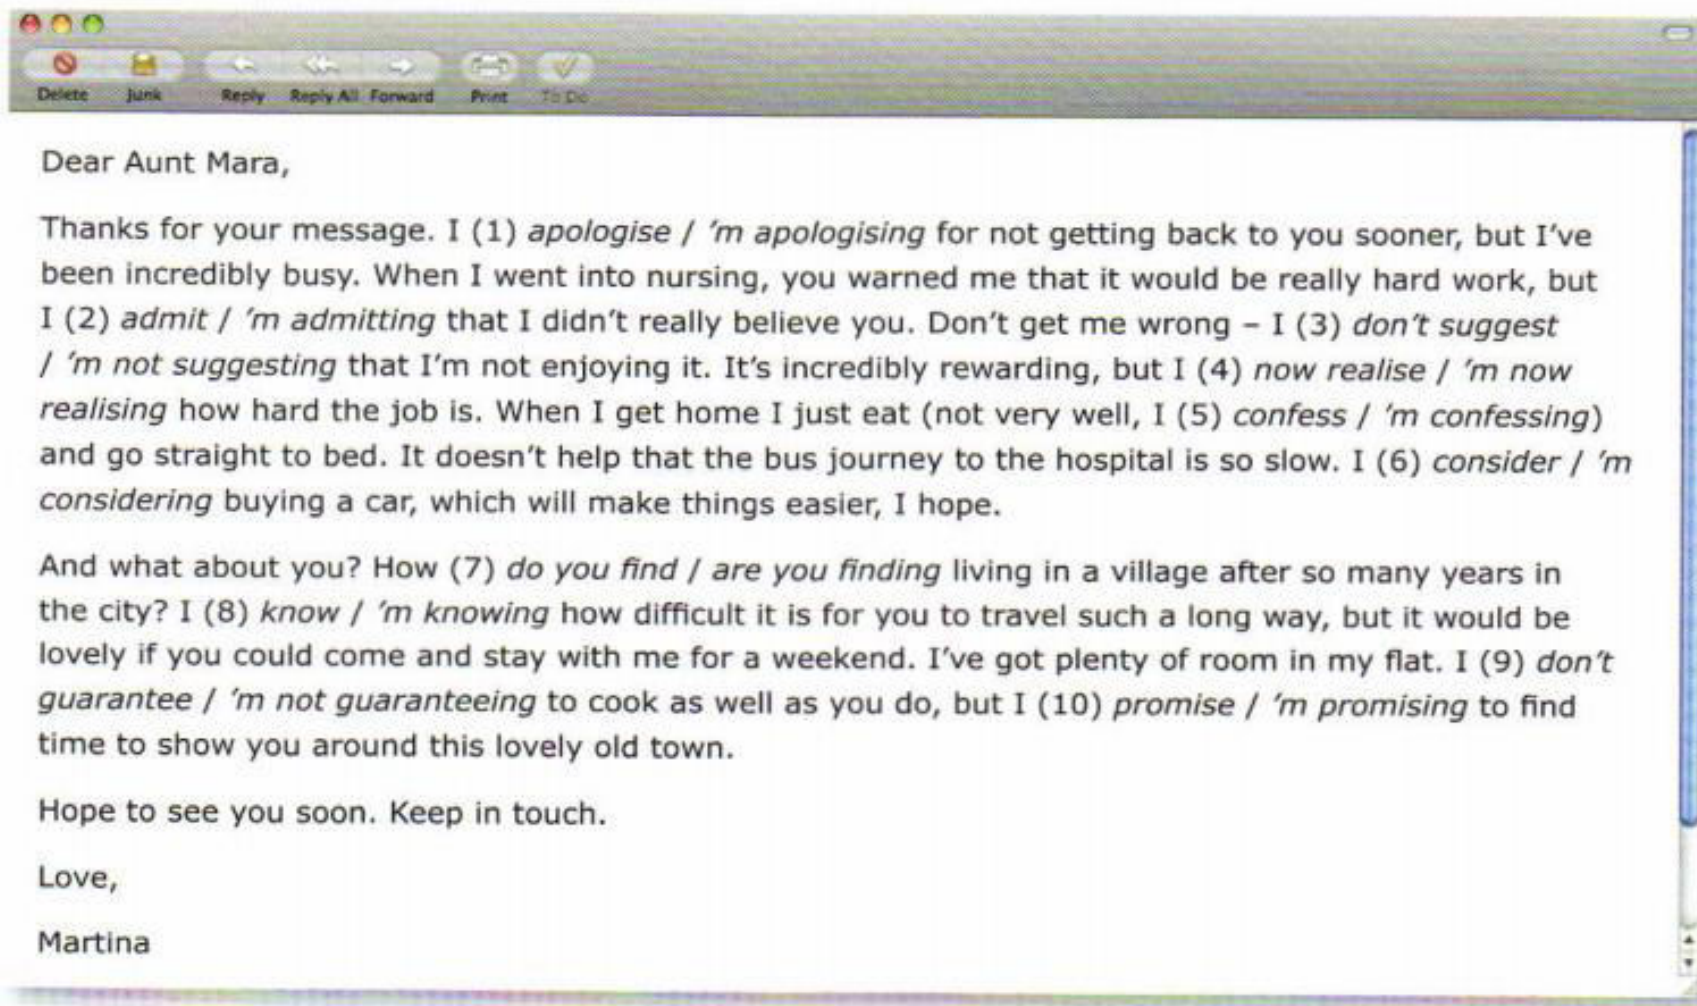 Delete Junk Reply Reply All Forward Print To Do
Dear Aunt Mara,
Thanks for your message. I (1) apologise / 'm apologising for not getting back to you sooner, but I've
been incredibly busy. When I went into nursing, you warned me that it would be really hard work, but
I (2) admit / 'm admitting that I didn't really believe you. Don't get me wrong – I (3) don't suggest
/ 'm not suggesting that I'm not enjoying it. It's incredibly rewarding, but I (4) now realise / 'm now
realising how hard the job is. When I get home I just eat (not very well, I (5) confess / 'm confessing)
and go straight to bed. It doesn't help that the bus journey to the hospital is so slow. I (6) consider / 'm
considering buying a car, which will make things easier, I hope.
And what about you? How (7) do you find / are you finding living in a village after so many years in
the city? I (8) know / 'm knowing how difficult it is for you to travel such a long way, but it would be
lovely if you could come and stay with me for a weekend. I've got plenty of room in my flat. I (9) don't
guarantee / 'm not guaranteeing to cook as well as you do, but I (10) promise / 'm promising to find
time to show you around this lovely old town.
Hope to see you soon. Keep in touch.
Love,
Martina